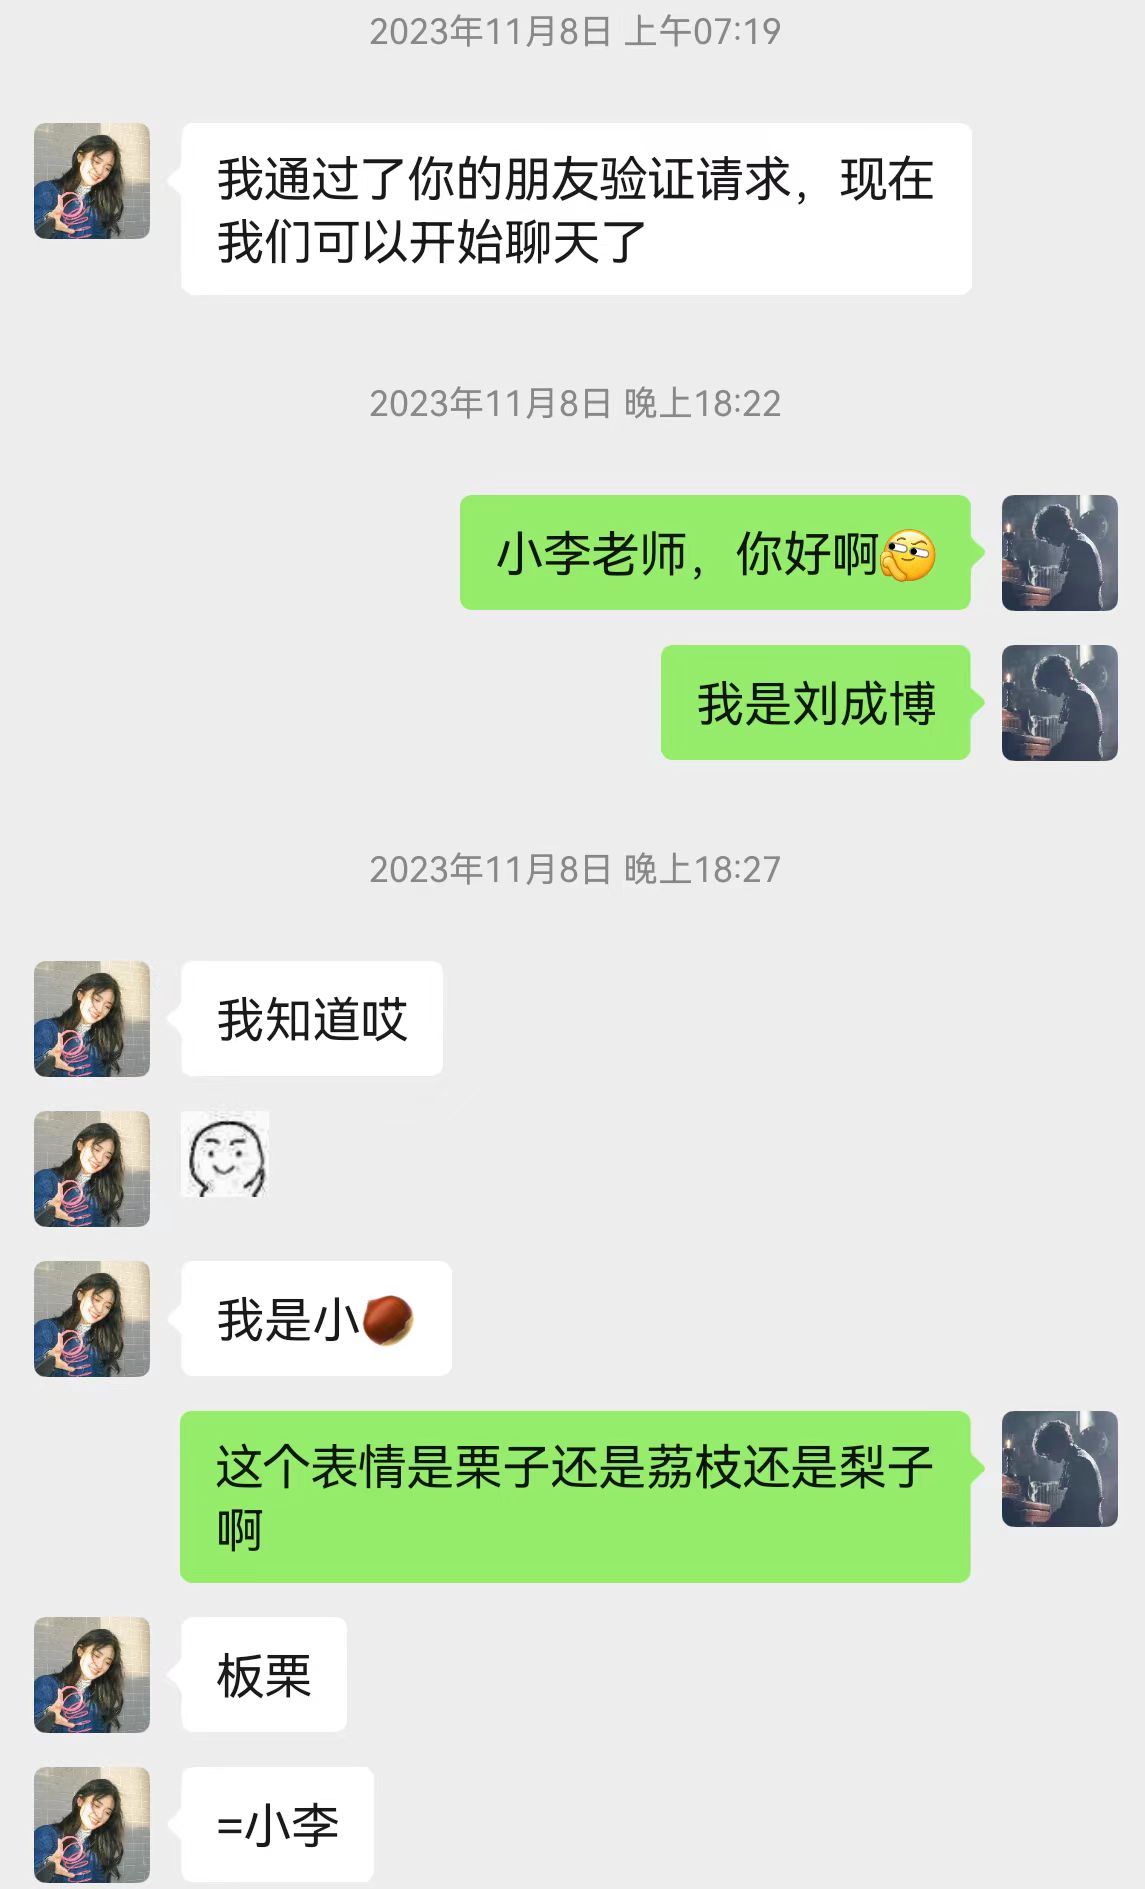 2023年11月8日 上午07:19
我通过了你的朋友验证请求，现在
我们可以开始聊天了
2023年11月8日 晚上18:22
小李老师，你好啊
我是刘成博
2023年11月8日 晚上18:27
我知道哎
我是小🌰
这个表情是栗子还是荔枝还是梨子
啊
板栗
=小李